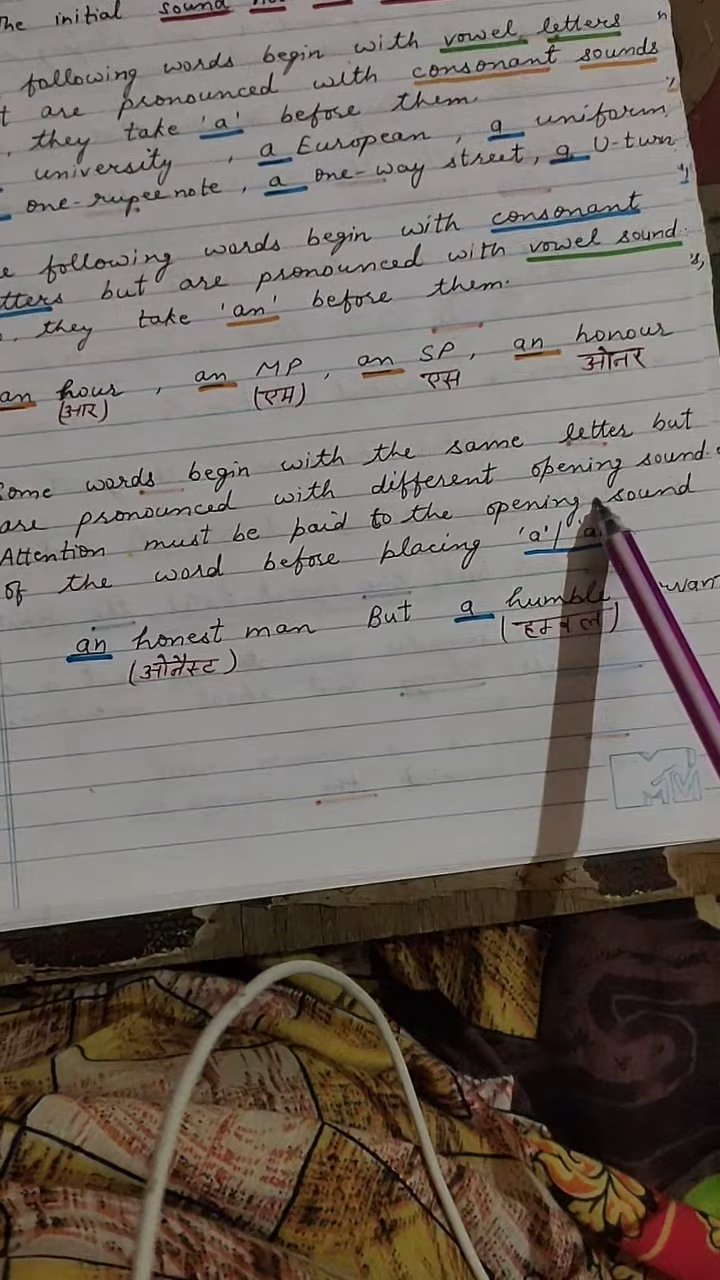 The initial sound
following words begin with vowel letters
t are pronounced with consonant sounds
, they take 'a' before them.
university , a European , a uniform,
one-rupee note , a one-way street, a U-turn
e following words begin with consonant
tters but are pronounced with vowel sound.
o, they take 'an' before them.
an hour , an MP , an SP , an honour
(आर) (एम) एस ओनर
Some words begin with the same letter but
are pronounced with different opening sound.
Attention must be paid to the opening sound
of the word before placing 'a'/ 'a
an honest man But a humble
(ओनैस्ट) (हम्बल)
MTV